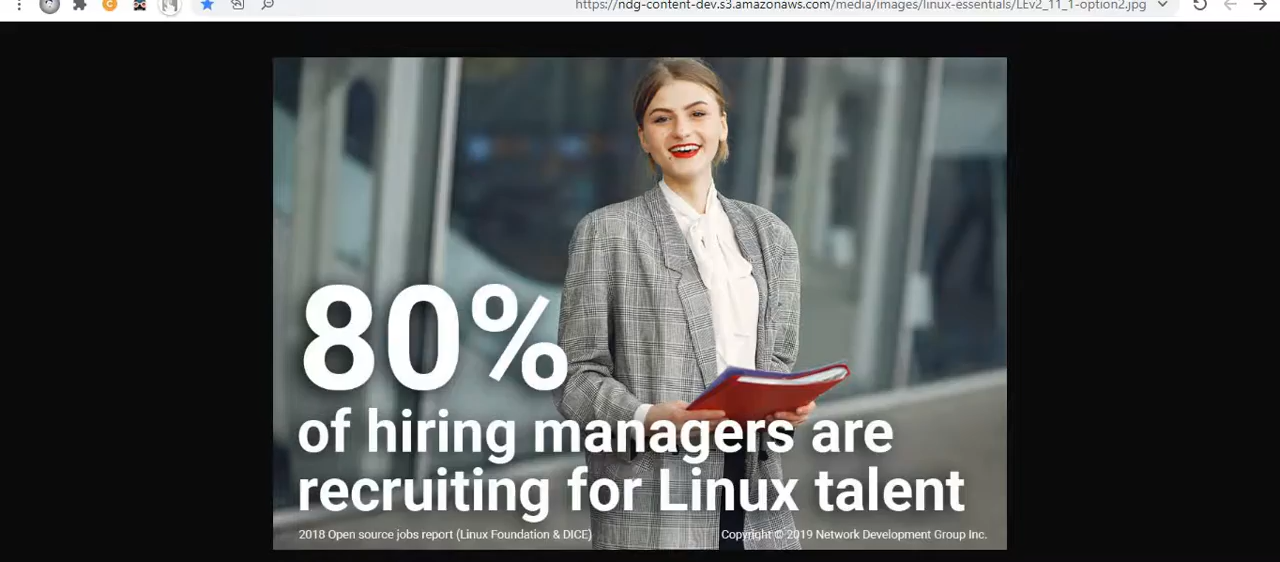 https://ndg-content-dev.s3.amazonaws.com/media/images/linux-essentials/LEv2_11_1-option2.jpg
80%
of hiring managers are
recruiting for Linux talent
2018 Open source jobs report (Linux Foundation & DICE)
Copyright © 2019 Network Development Group Inc.